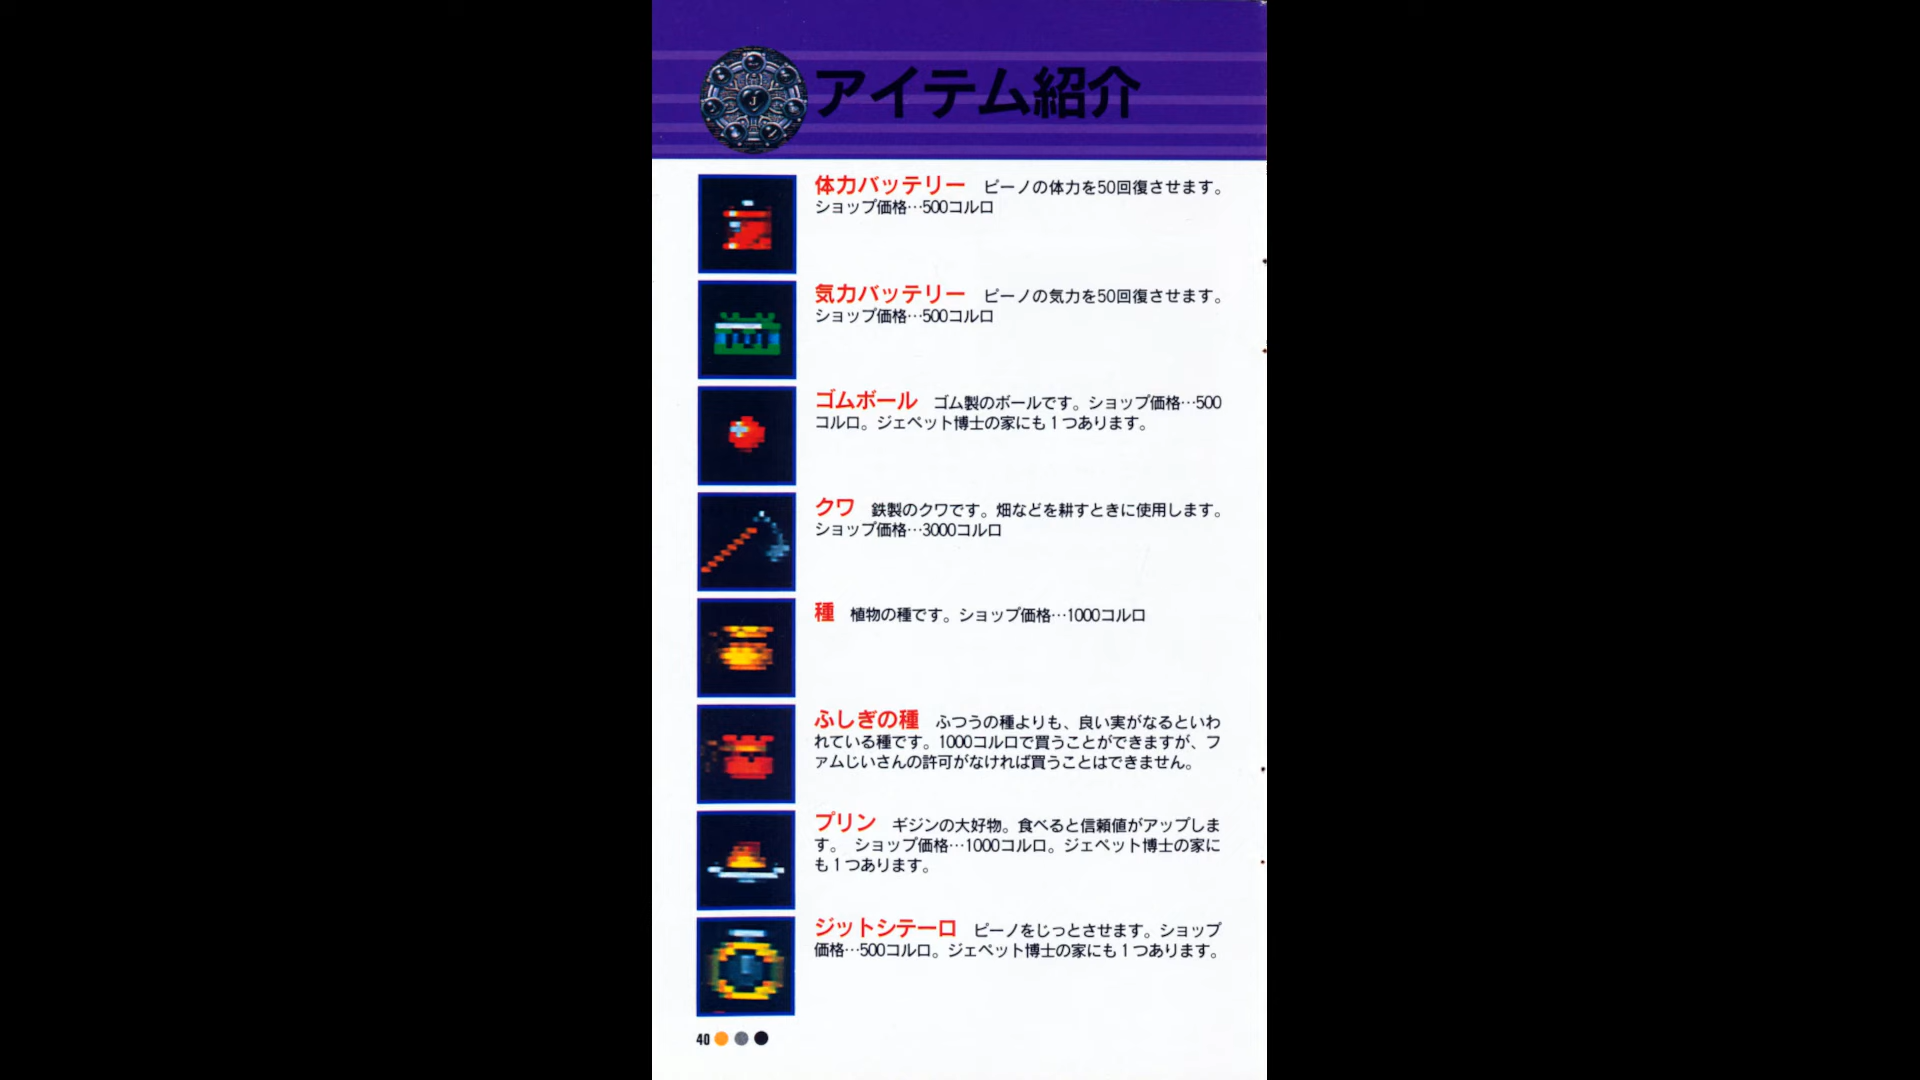 アイテム紹介
体力バッテリー ピーノの体力を50回復させます。
ショップ価格…500コルロ
気力バッテリー ピーノの気力を50回復させます。
ショップ価格…500コルロ
ゴムボール ゴム製のボールです。ショップ価格…500
コルロ。ジェペット博士の家にも1つあります。
クワ 鉄製のクワです。畑などを耕すときに使用します。
ショップ価格…3000コルロ
種 植物の種です。ショップ価格…1000コルロ
ふしぎの種 ふつうの種よりも、良い実がなるといわ
れている種です。1000コルロで買うことができますが、フ
ァムじいさんの許可がなければ買うことはできません。
プリン ギジンの大好物。食べると信頼値がアップしま
す。 ショップ価格…1000コルロ。ジェペット博士の家に
も1つあります。
ジットシテーロ ピーノをじっとさせます。ショップ
価格…500コルロ。ジェペット博士の家にも1つあります。
40